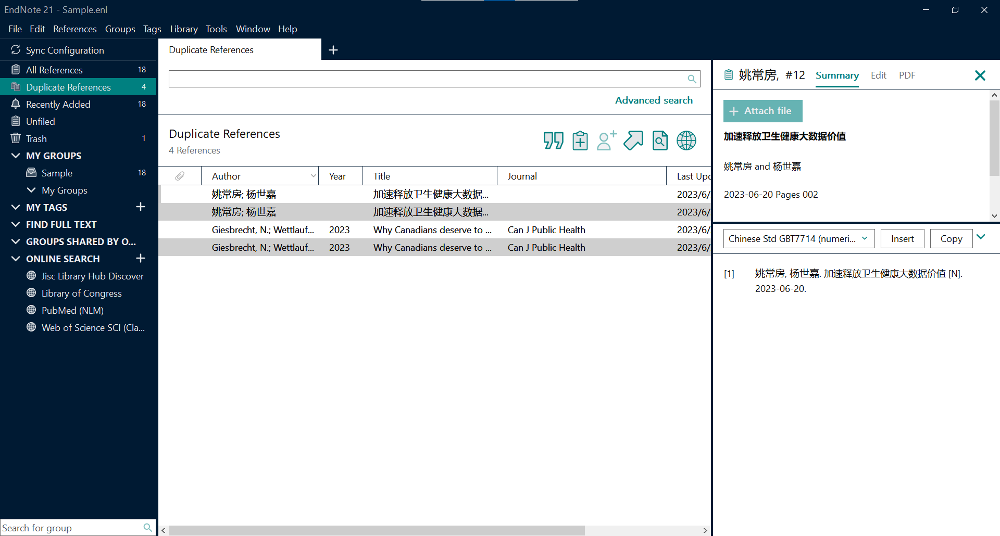 EndNote 21 - Sample.enl
File Edit References Groups Tags Library Tools Window Help
Sync Configuration
All References 18
Duplicate References 4
Recently Added 18
Unfiled
Trash 1
MY GROUPS
Sample 18
My Groups
MY TAGS
FIND FULL TEXT
GROUPS SHARED BY O...
ONLINE SEARCH
Jisc Library Hub Discover
Library of Congress
PubMed (NLM)
Web of Science SCI (Cla...
Search for group
Duplicate References
Advanced search
Duplicate References
4 References
Author Year Title Journal Last Upd
姚常房; 杨世嘉 加速释放卫生健康大数据... 2023/6/
姚常房; 杨世嘉 加速释放卫生健康大数据... 2023/6/
Giesbrecht, N.; Wettlauf... 2023 Why Canadians deserve to ... Can J Public Health 2023/6/
Giesbrecht, N.; Wettlauf... 2023 Why Canadians deserve to ... Can J Public Health 2023/6/
姚常房, #12 Summary Edit PDF
Attach file
加速释放卫生健康大数据价值
姚常房 and 杨世嘉
2023-06-20 Pages 002
Chinese Std GBT7714 (numeri... Insert Copy
[1] 姚常房, 杨世嘉. 加速释放卫生健康大数据价值 [N].
2023-06-20.